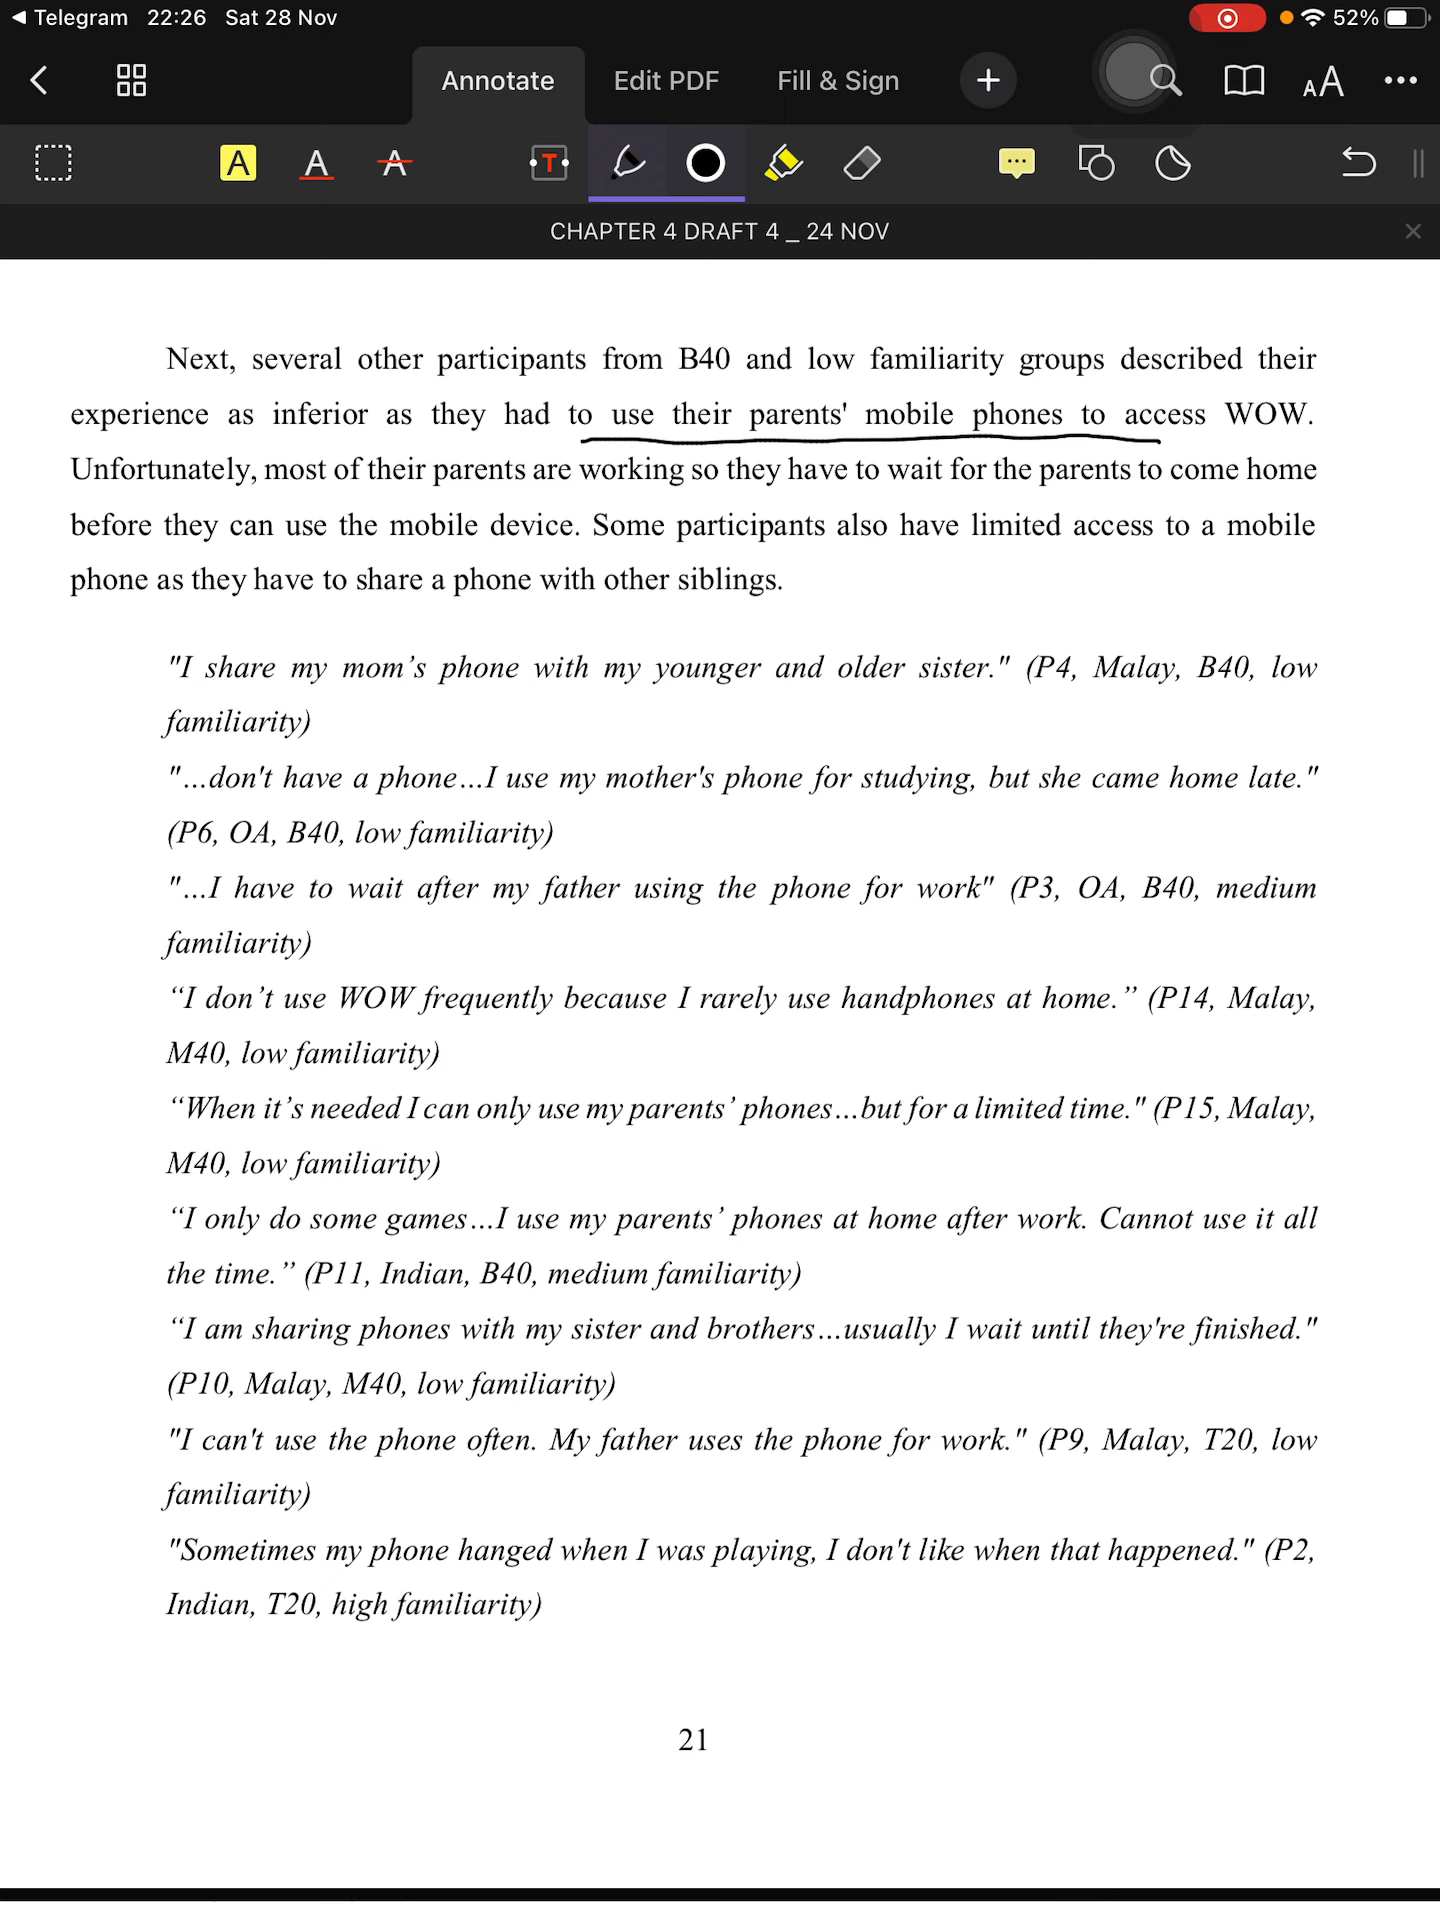 ◀ Telegram 22:26 Sat 28 Nov 52%
Annotate Edit PDF Fill & Sign + AA
A A A T
CHAPTER 4 DRAFT 4 _ 24 NOV
Next, several other participants from B40 and low familiarity groups described their
experience as inferior as they had to use their parents' mobile phones to access WOW.
Unfortunately, most of their parents are working so they have to wait for the parents to come home
before they can use the mobile device. Some participants also have limited access to a mobile
phone as they have to share a phone with other siblings.
"I share my mom’s phone with my younger and older sister." (P4, Malay, B40, low
familiarity)
"...don't have a phone...I use my mother's phone for studying, but she came home late."
(P6, OA, B40, low familiarity)
"...I have to wait after my father using the phone for work" (P3, OA, B40, medium
familiarity)
“I don’t use WOW frequently because I rarely use handphones at home.” (P14, Malay,
M40, low familiarity)
“When it’s needed I can only use my parents’ phones...but for a limited time." (P15, Malay,
M40, low familiarity)
“I only do some games...I use my parents’ phones at home after work. Cannot use it all
the time.” (P11, Indian, B40, medium familiarity)
“I am sharing phones with my sister and brothers...usually I wait until they're finished."
(P10, Malay, M40, low familiarity)
"I can't use the phone often. My father uses the phone for work." (P9, Malay, T20, low
familiarity)
"Sometimes my phone hanged when I was playing, I don't like when that happened." (P2,
Indian, T20, high familiarity)
21